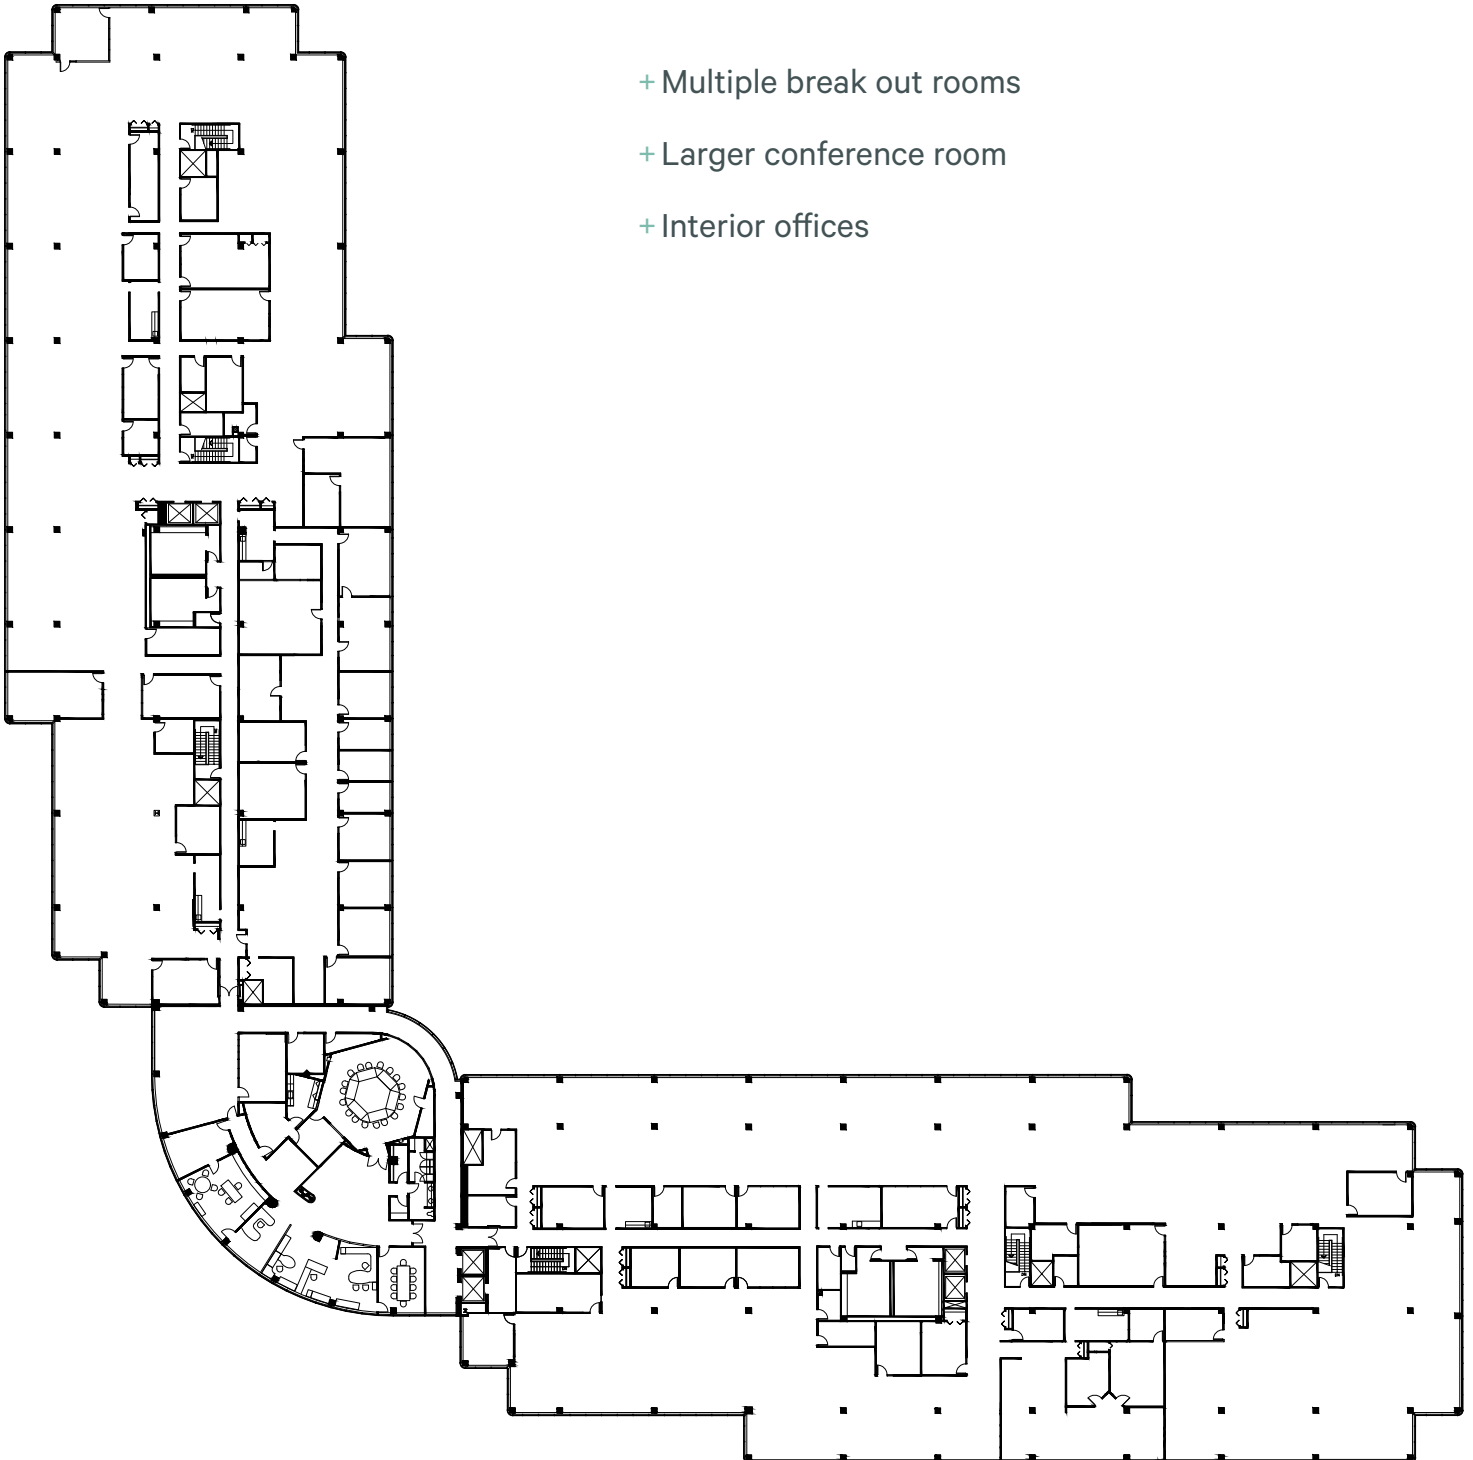 + Multiple break out rooms
+ Larger conference room
+ Interior offices